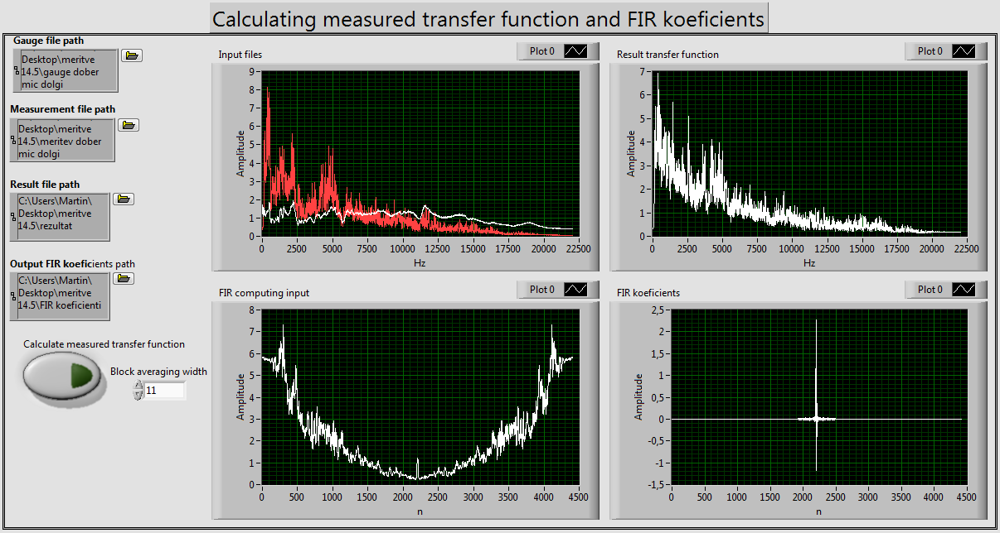 Calculating measured transfer function and FIR koeficients
Gauge file path
Desktop\meritve
14.5\gauge dober
mic dolgi
Measurement file path
Desktop\meritve
14.5\meritev dober
mic dolgi
Result file path
C:\Users\Martin\
Desktop\meritve
14.5\rezultat
Output FIR koeficients path
C:\Users\Martin\
Desktop\meritve
14.5\FIR koeficienti
Calculate measured transfer function
Block averaging width
11
Input files
Plot 0
Amplitude
9
8
7
6
5
4
3
2
1
0
0 2500 5000 7500 10000 12500 15000 17500 20000 22500
Hz
Result transfer function
Plot 0
Amplitude
7
6
5
4
3
2
1
0
0 2500 5000 7500 10000 12500 15000 17500 20000 22500
Hz
FIR computing input
Plot 0
Amplitude
8
7
6
5
4
3
2
1
0
0 500 1000 1500 2000 2500 3000 3500 4000 4500
n
FIR koeficients
Plot 0
Amplitude
2,5
2
1,5
1
0,5
0
-0,5
-1
-1,5
0 500 1000 1500 2000 2500 3000 3500 4000 4500
n